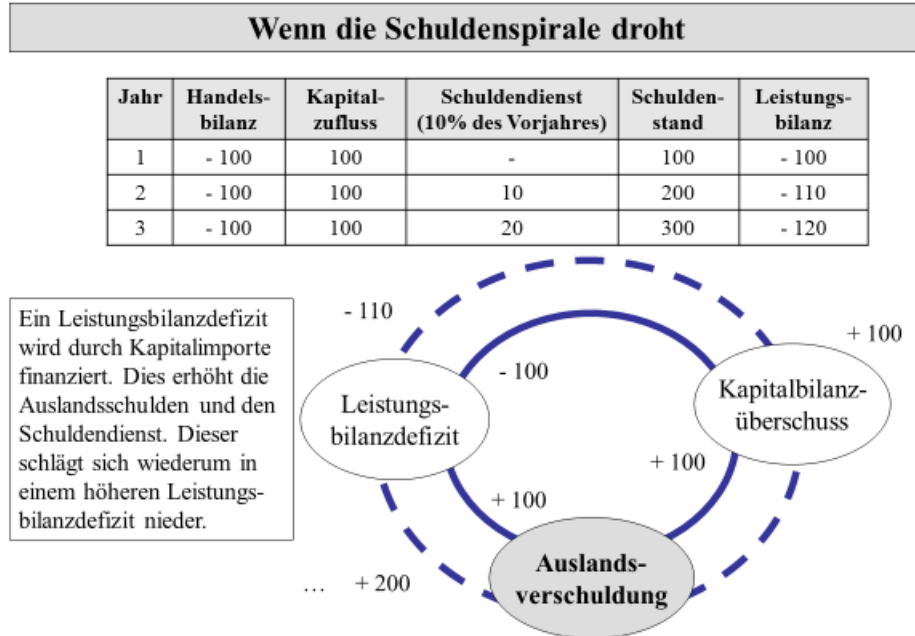 Wenn die Schuldenspirale droht
Jahr Handels- Kapital- Schuldendienst Schulden- Leistungs-
bilanz zufluss (10% des Vorjahres) stand bilanz
1 - 100 100 - 100 - 100
2 - 100 100 10 200 - 110
3 - 100 100 20 300 - 120
Ein Leistungsbilanzdefizit
wird durch Kapitalimporte
finanziert. Dies erhöht die
Auslandsschulden und den
Schuldendienst. Dieser
schlägt sich wiederum in
einem höheren Leistungs-
bilanzdefizit nieder.
- 110
+ 100
- 100
Leistungs-
bilanzdefizit
Kapitalbilanz-
überschuss
+ 100
+ 100
Auslands-
verschuldung
... + 200